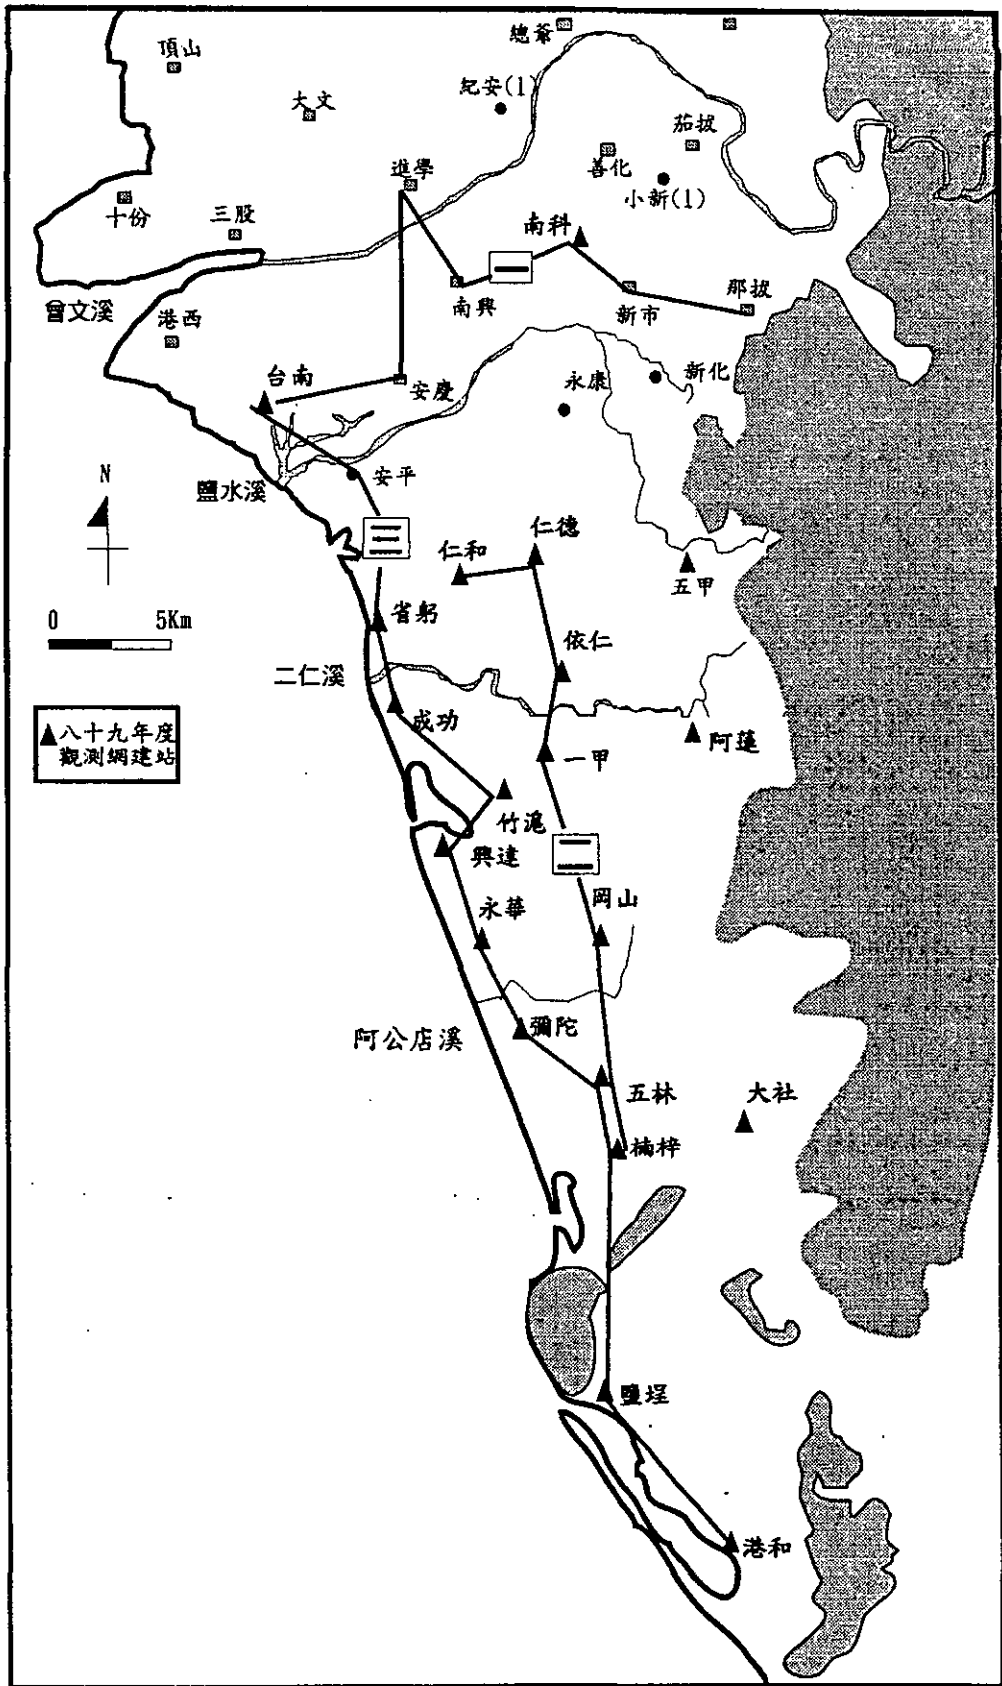 總爺
頂山
紀安(1)
大文
茄拔
善化
進學
小新(1)
十份
三股
南科
一
曾文溪
南興
新市
那拔
港西
台南
安慶
永康
新化
鹽水溪
安平
N
三
仁德
仁和
五甲
0 5Km
省躬
依仁
二仁溪
成功
阿蓮
▲八十九年度
觀測網建站
一甲
竹滬
興達
二
永華
岡山
彌陀
阿公店溪
五林
大社
楠梓
鹽埕
港和